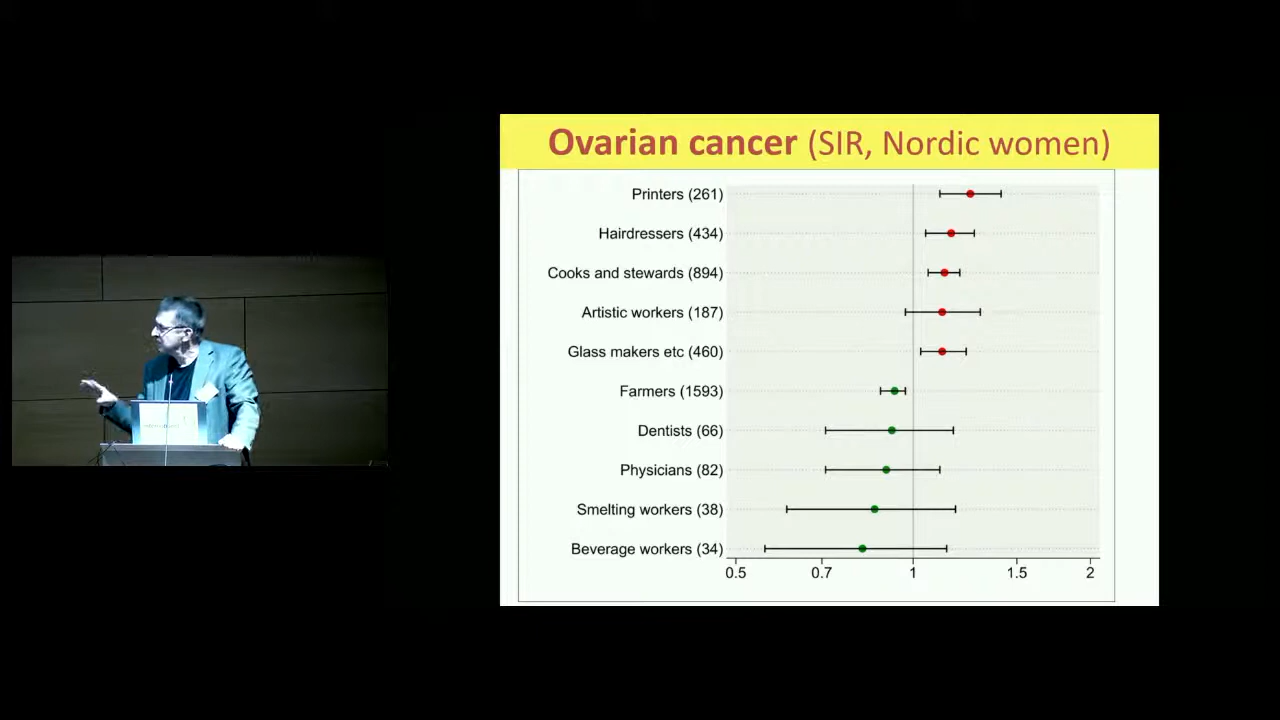 Ovarian cancer (SIR, Nordic women)
Printers (261)
Hairdressers (434)
Cooks and stewards (894)
Artistic workers (187)
Glass makers etc (460)
Farmers (1593)
Dentists (66)
Physicians (82)
Smelting workers (38)
Beverage workers (34)
0.5 0.7 1 1.5 2